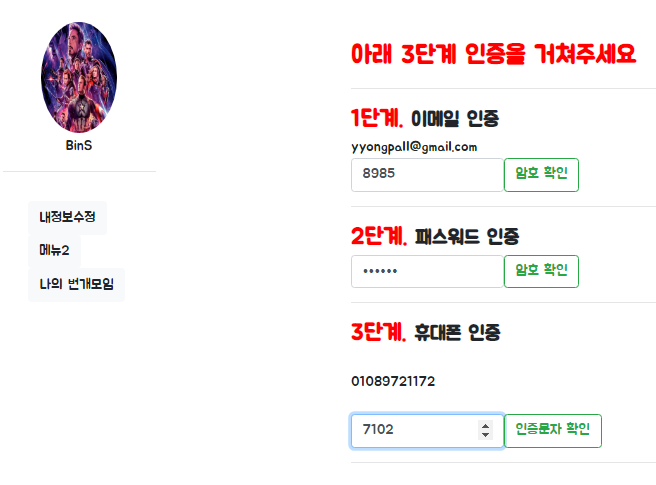 BinS
내정보수정
메뉴2
나의 번개모임
아래 3단계 인증을 거쳐주세요
1단계. 이메일 인증
yyongpall@gmail.com
8985 암호 확인
2단계. 패스워드 인증
•••••• 암호 확인
3단계. 휴대폰 인증
01089721172
7102 인증문자 확인